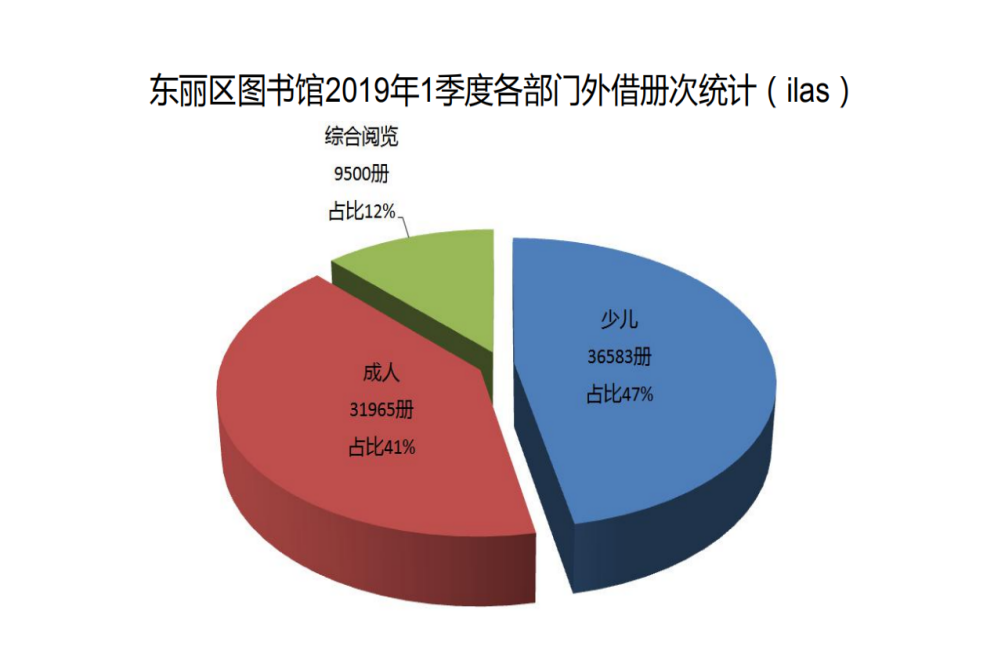 东丽区图书馆2019年1季度各部门外借册次统计（ilas）
综合阅览
9500册
占比12%
少儿
36583册
占比47%
成人
31965册
占比41%